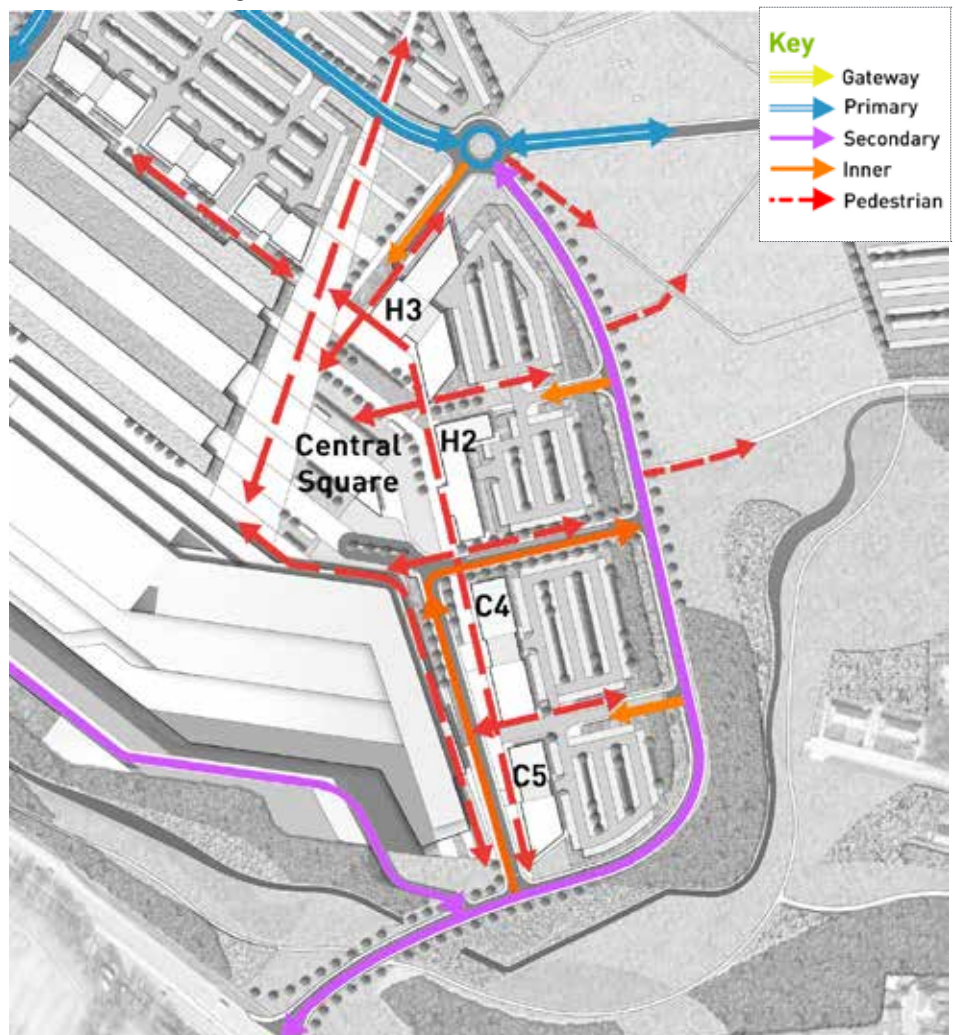 Key
Gateway
Primary
Secondary
Inner
Pedestrian
H3
H2
Central
Square
C4
C5